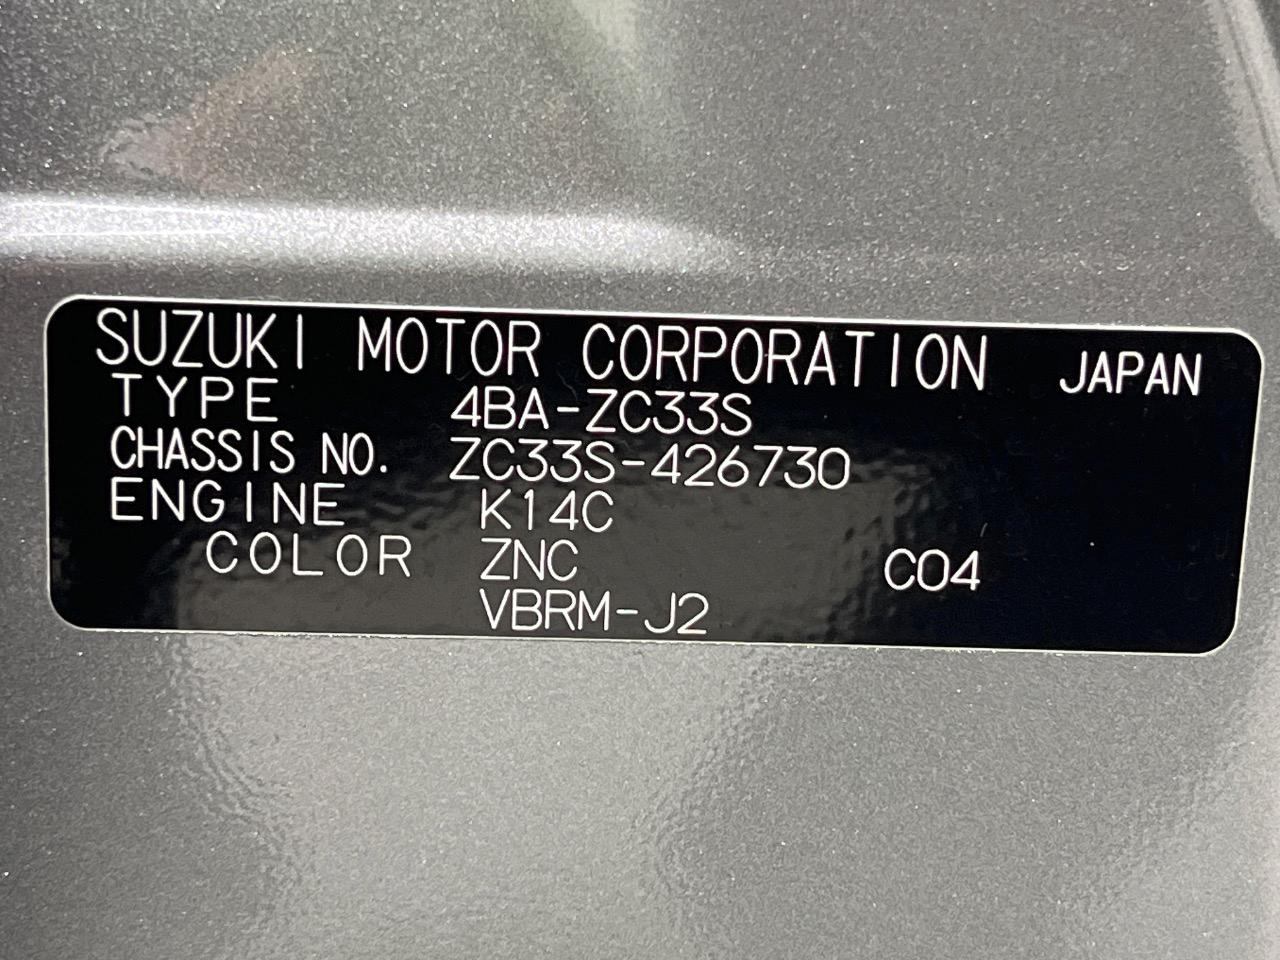 SUZUKI MOTOR CORPORATION JAPAN
TYPE 4BA-ZC33S
CHASSIS NO. ZC33S-426730
ENGINE K14C
COLOR ZNC C04
VBRM-J2